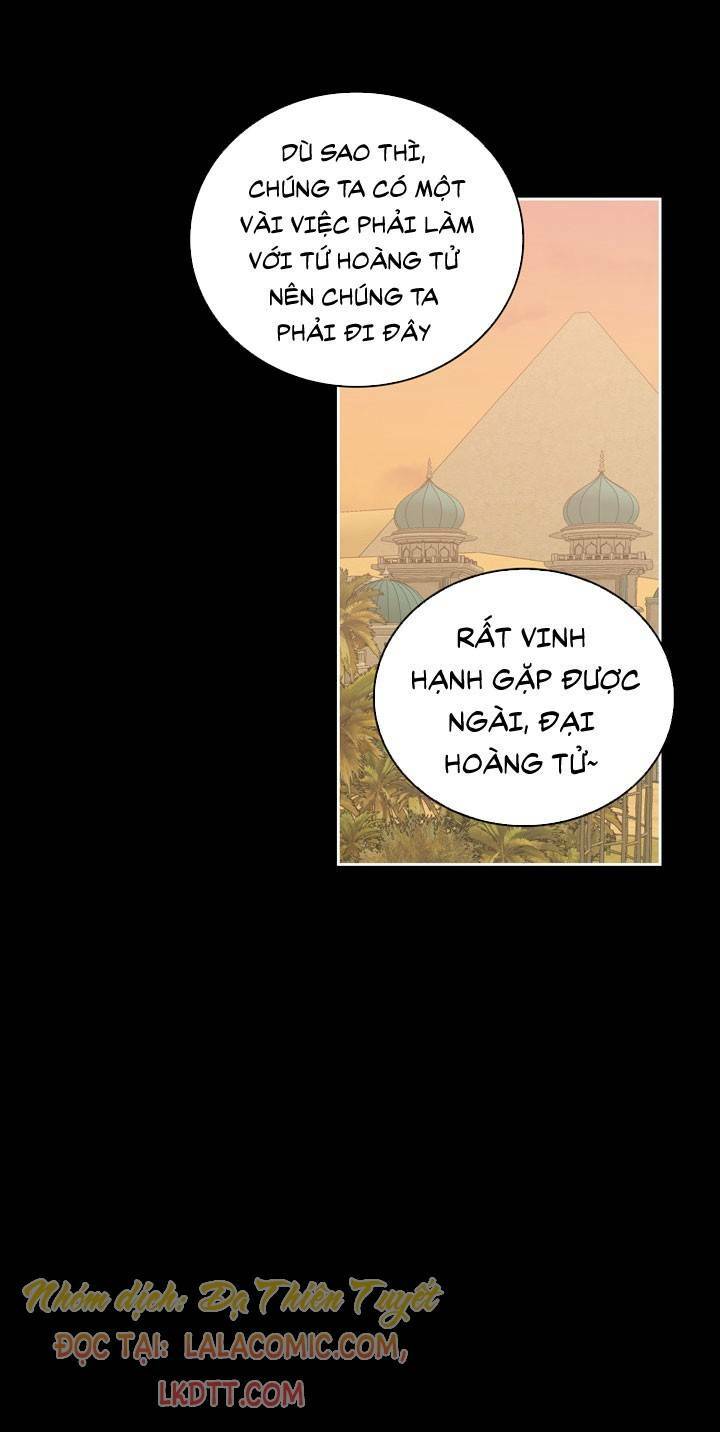 DÙ SAO THÌ,
CHÚNG TA CÓ MỘT
VÀI VIỆC PHẢI LÀM
VỚI TỨ HOÀNG TỬ
NÊN CHÚNG TA
PHẢI ĐI ĐÂY
RẤT VINH
HẠNH GẶP ĐƯỢC
NGÀI, ĐẠI
HOÀNG TỬ~
Nhóm dịch: Dạ Thiên Tuyết
ĐỌC TẠI: LALACOMIC.COM,
LKDTT.COM